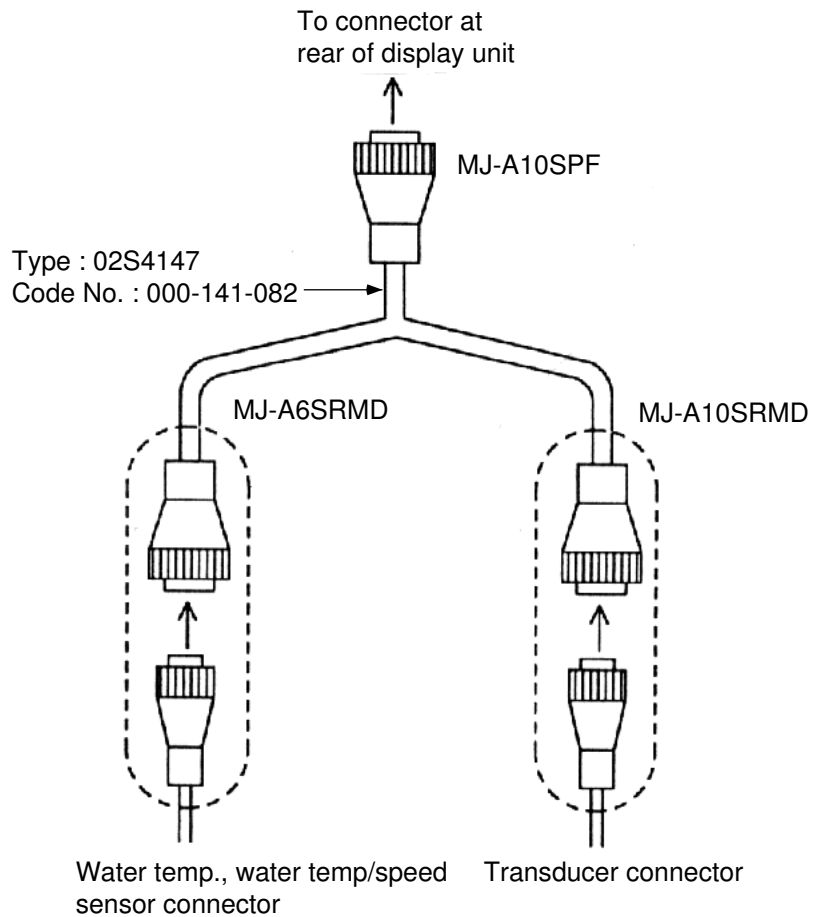 To connector at
rear of display unit
MJ-A10SPF
Type : 02S4147
Code No. : 000-141-082
MJ-A6SRMD
MJ-A10SRMD
Water temp., water temp/speed
sensor connector
Transducer connector